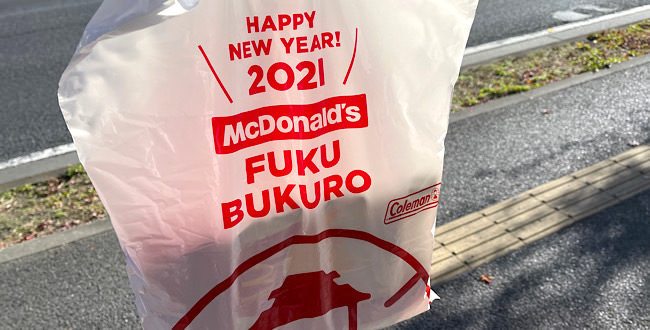 HAPPY
NEW YEAR!
2021
McDonald's
FUKU
BUKURO
Coleman